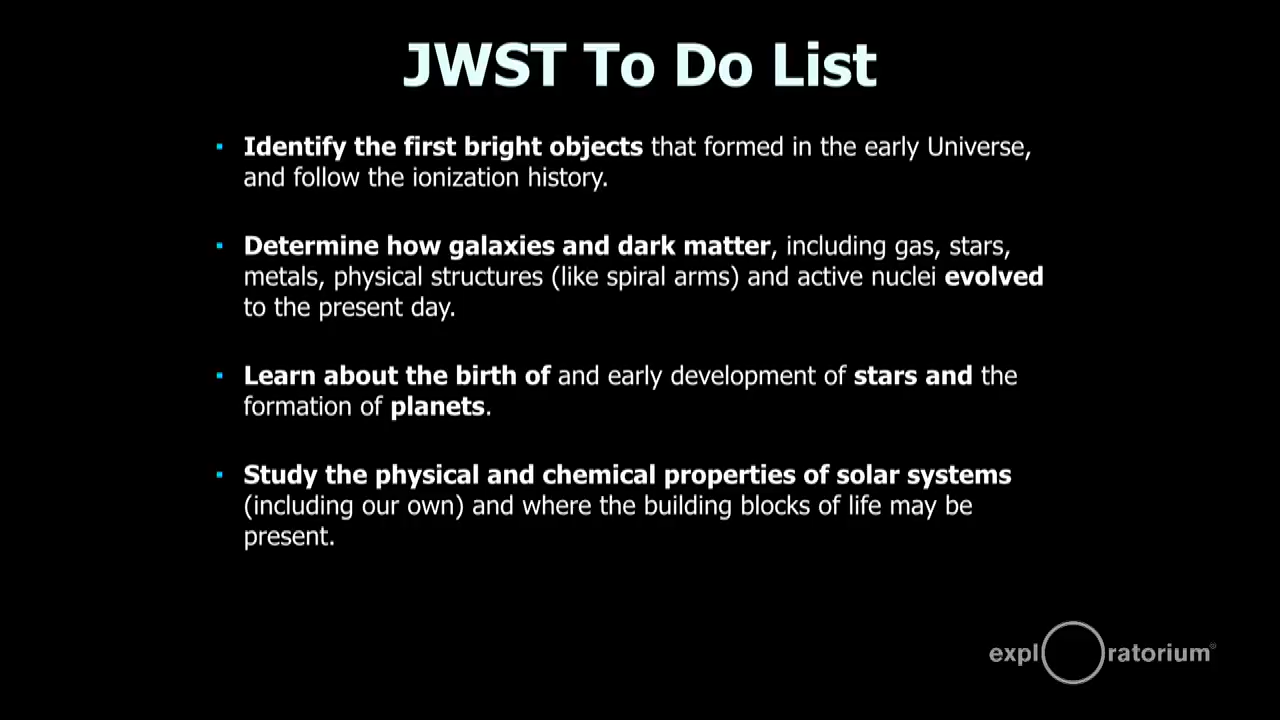 JWST To Do List
▪ Identify the first bright objects that formed in the early Universe,
and follow the ionization history.
▪ Determine how galaxies and dark matter, including gas, stars,
metals, physical structures (like spiral arms) and active nuclei evolved
to the present day.
▪ Learn about the birth of and early development of stars and the
formation of planets.
▪ Study the physical and chemical properties of solar systems
(including our own) and where the building blocks of life may be
present.
explOratorium®